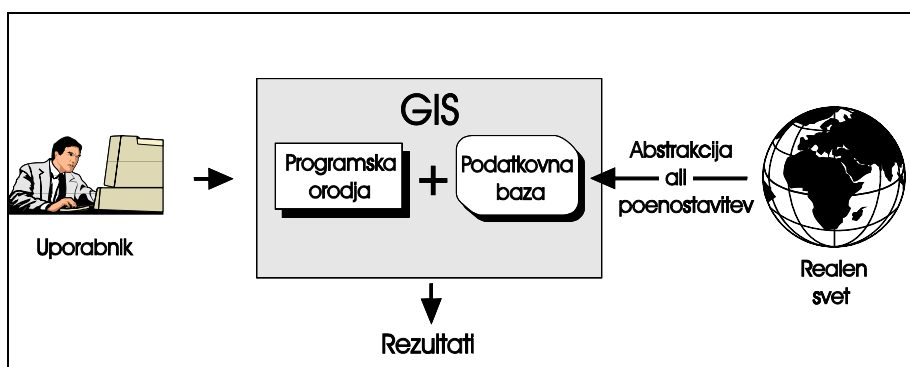 GIS
Programska
orodja
+
Podatkovna
baza
Abstrakcija
ali
poenostavitev
Uporabnik
Realen
svet
Rezultati